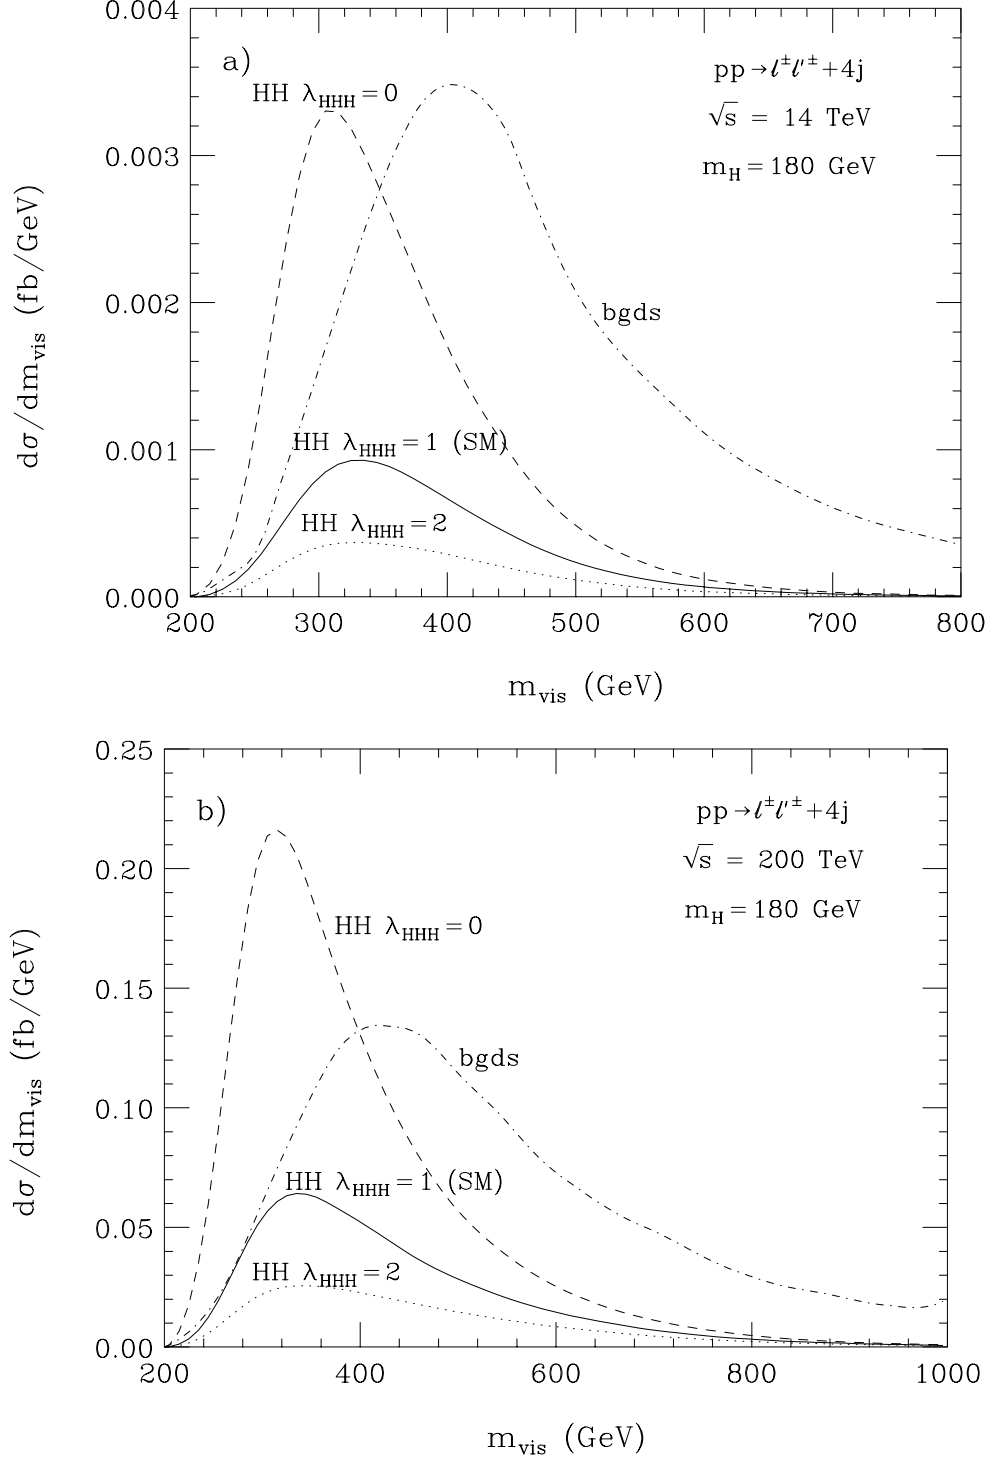 0.004
a)
pp→ℓ±ℓ'±+4j
HH λHHH=0
√s = 14 TeV
0.003
mH=180 GeV
dσ/dmvis (fb/GeV)
0.002
bgds
0.001
HH λHHH=1 (SM)
HH λHHH=2
0.000
200 300 400 500 600 700 800
mvis (GeV)
0.25
b)
pp→ℓ±ℓ'±+4j
√s = 200 TeV
0.20
mH=180 GeV
HH λHHH=0
dσ/dmvis (fb/GeV)
0.15
bgds
0.10
HH λHHH=1 (SM)
0.05
HH λHHH=2
0.00
200 400 600 800 1000
mvis (GeV)